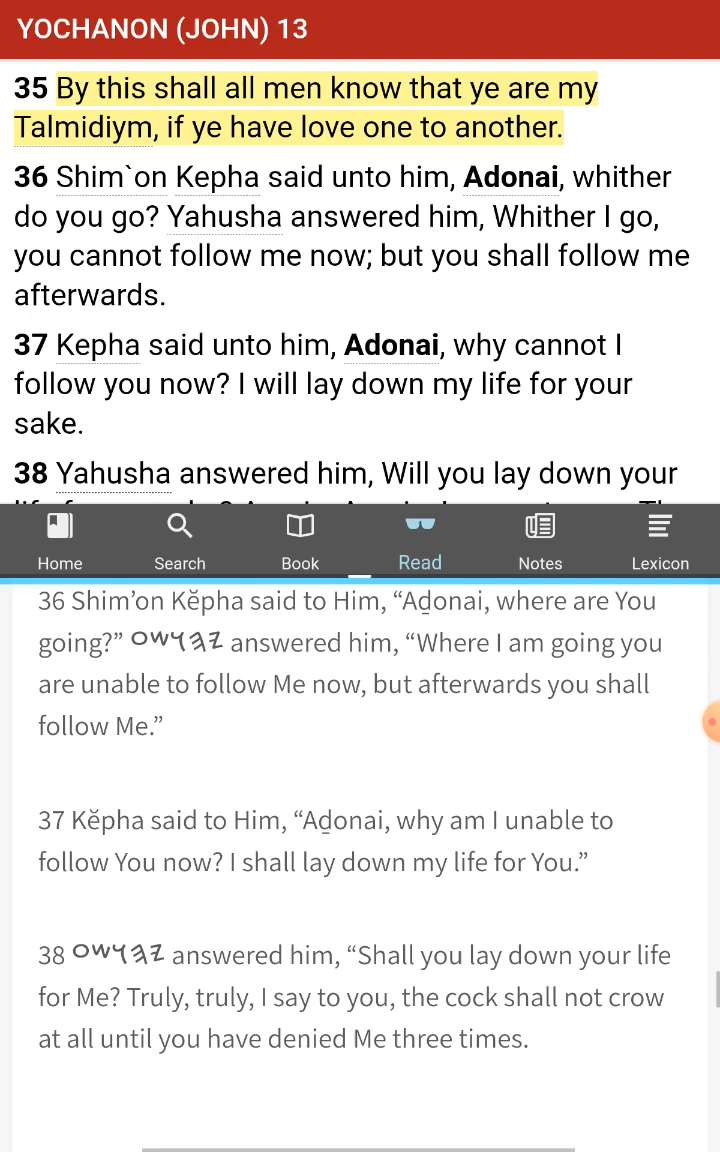 YOCHANON (JOHN) 13
35 By this shall all men know that ye are my
Talmidiym, if ye have love one to another.
36 Shim`on Kepha said unto him, Adonai, whither
do you go? Yahusha answered him, Whither I go,
you cannot follow me now; but you shall follow me
afterwards.
37 Kepha said unto him, Adonai, why cannot I
follow you now? I will lay down my life for your
sake.
38 Yahusha answered him, Will you lay down your
Home Search Book Read Notes Lexicon
36 Shim’on Kĕpha said to Him, “Aḏonai, where are You
going?” 𐤉𐤄𐤅𐤔𐤏 answered him, “Where I am going you
are unable to follow Me now, but afterwards you shall
follow Me.”
37 Kĕpha said to Him, “Aḏonai, why am I unable to
follow You now? I shall lay down my life for You.”
38 𐤉𐤄𐤅𐤔𐤏 answered him, “Shall you lay down your life
for Me? Truly, truly, I say to you, the cock shall not crow
at all until you have denied Me three times.